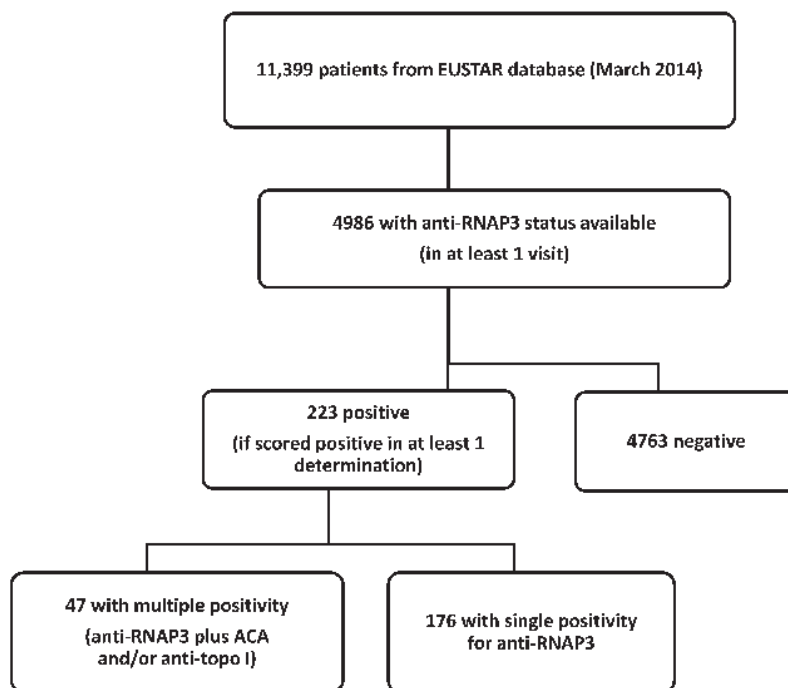 11,399 patients from EUSTAR database (March 2014)
4986 with anti-RNAP3 status available
(in at least 1 visit)
223 positive
(if scored positive in at least 1
determination)
4763 negative
47 with multiple positivity
(anti-RNAP3 plus ACA
and/or anti-topo I)
176 with single positivity
for anti-RNAP3